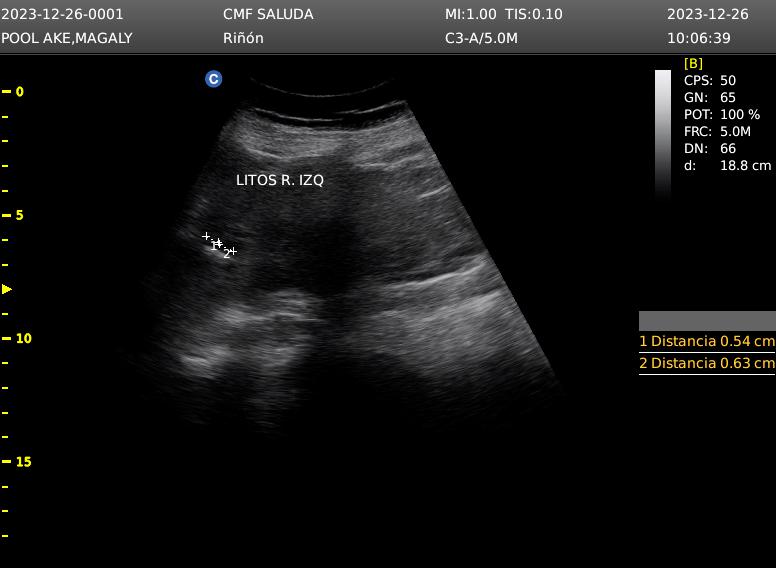 2023-12-26-0001 CMF SALUDA MI:1.00 TIS:0.10 2023-12-26
POOL AKE,MAGALY Riñón C3-A/5.0M 10:06:39
C
[B]
CPS: 50
GN: 65
POT: 100 %
FRC: 5.0M
DN: 66
d: 18.8 cm
0
LITOS R. IZQ
5
1
2
10
1 Distancia 0.54 cm
2 Distancia 0.63 cm
15